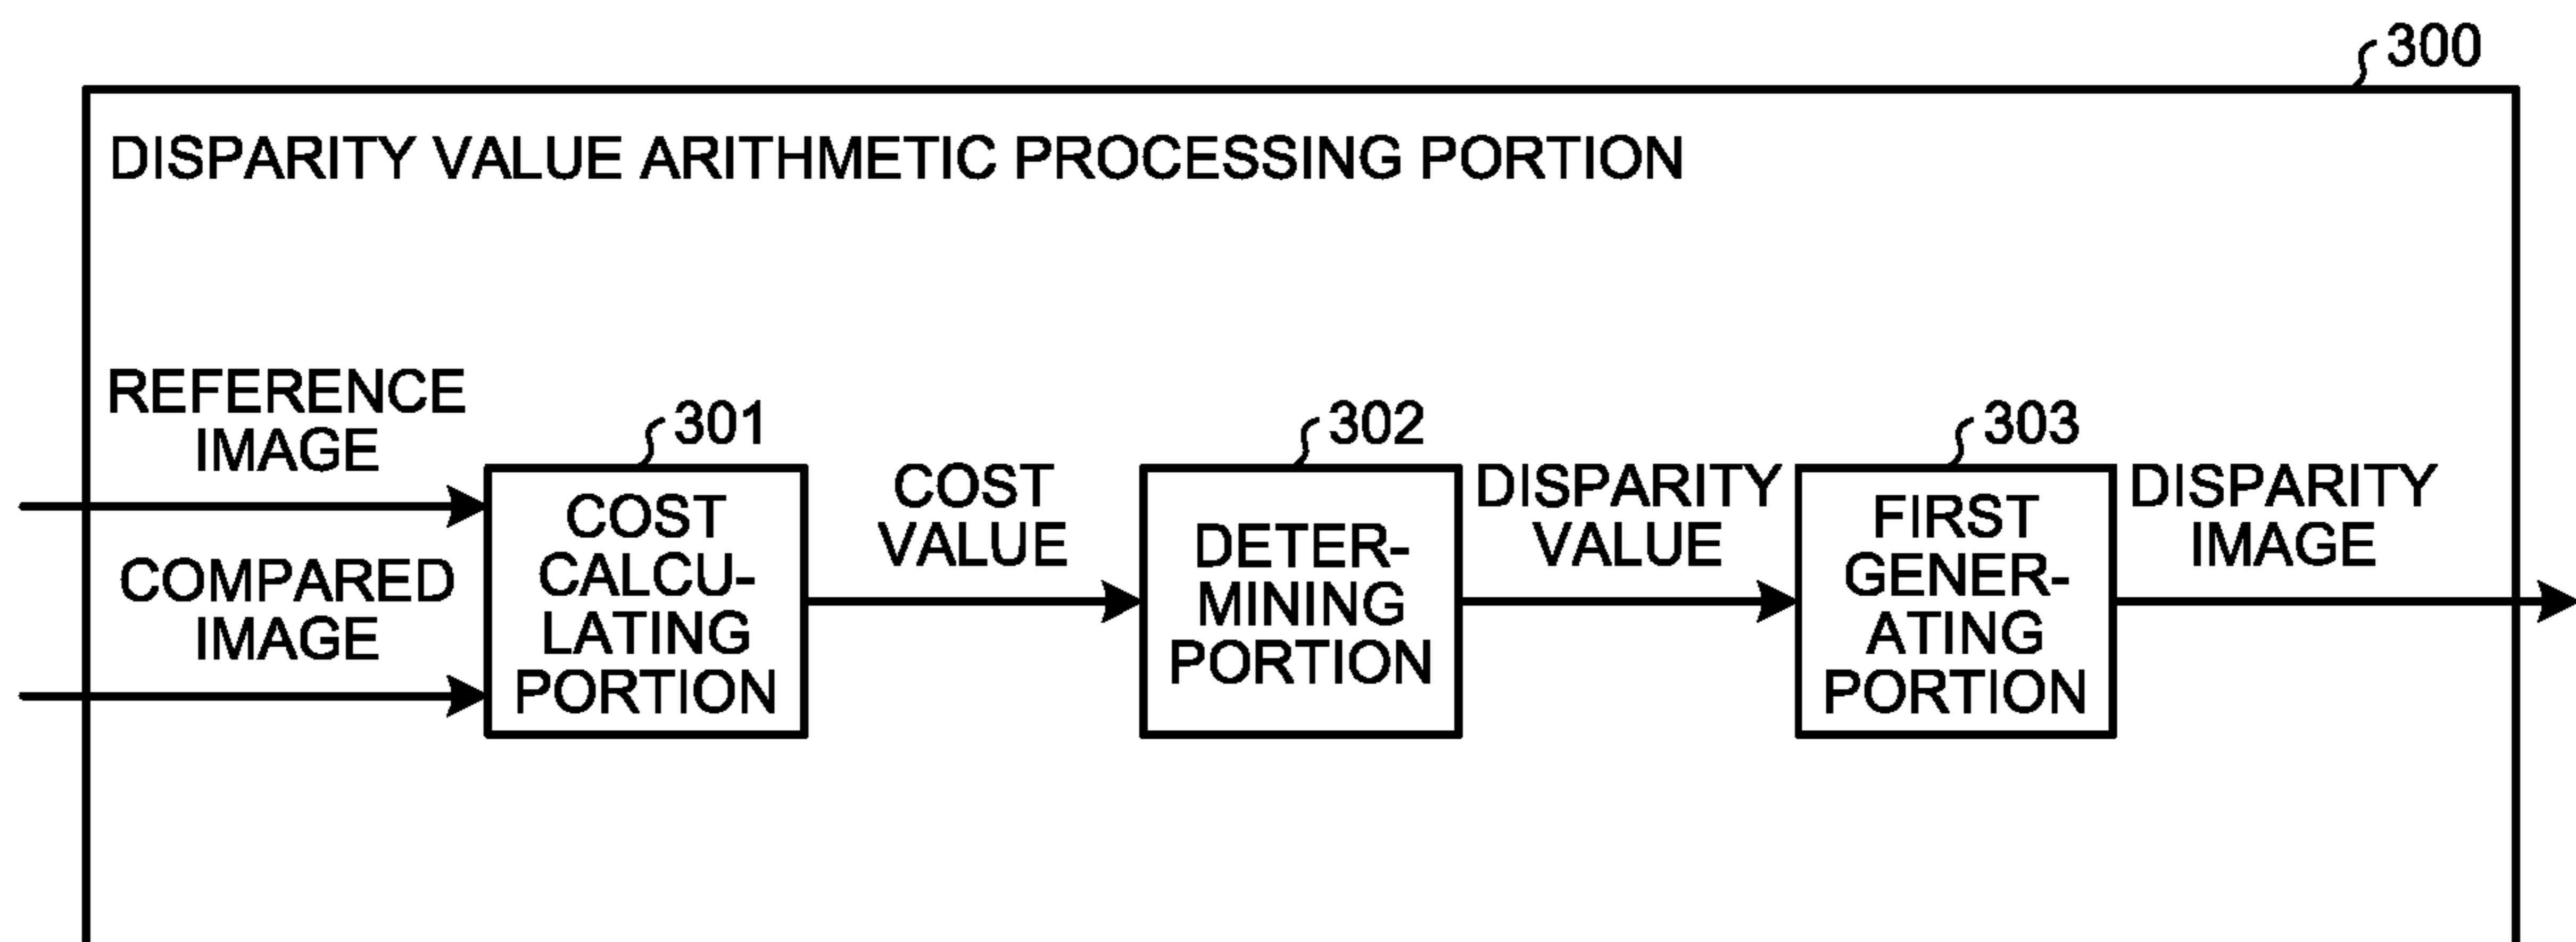 300
DISPARITY VALUE ARITHMETIC PROCESSING PORTION
REFERENCE
IMAGE
COMPARED
IMAGE
301
COST
CALCU-
LATING
PORTION
COST
VALUE
302
DETER-
MINING
PORTION
DISPARITY
VALUE
303
FIRST
GENER-
ATING
PORTION
DISPARITY
IMAGE